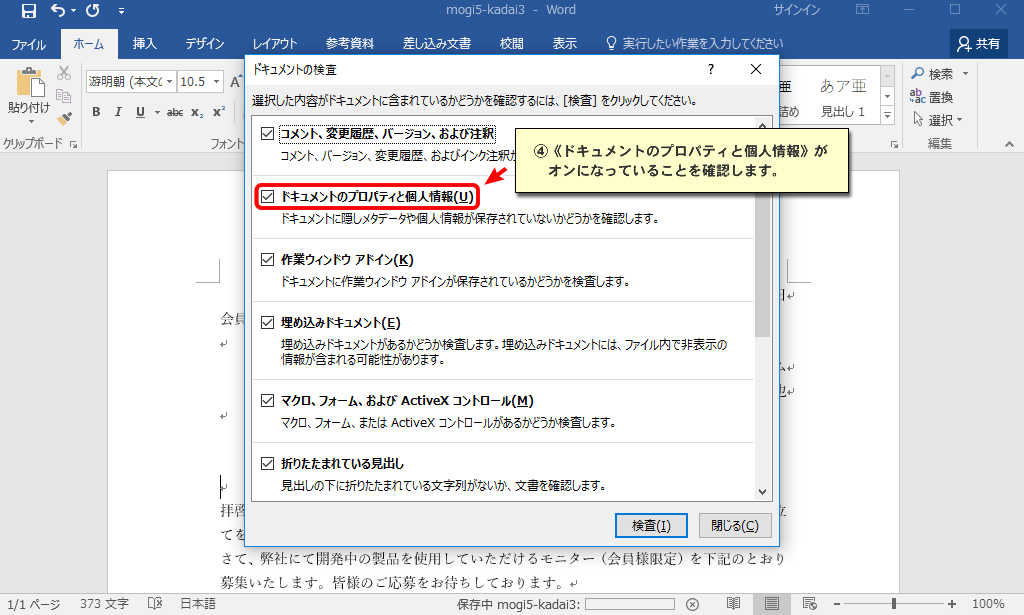 mogi5-kadai3 - Word
サインイン
ファイル ホーム 挿入 デザイン レイアウト 参考資料 差し込み文書 校閲 表示 実行したい作業を入力してください 共有
貼り付け
クリップボード
游明朝 (本文(
10.5
A
B I U abc x₂ x²
フォント
亜
あア亜
詰め
見出し 1
検索
置換
選択
編集
ドキュメントの検査
?
選択した内容がドキュメントに含まれているかどうかを確認するには、[検査] をクリックしてください。
コメント、変更履歴、バージョン、および注釈
コメント、バージョン、変更履歴、およびインク注釈が
④《ドキュメントのプロパティと個人情報》が
オンになっていることを確認します。
ドキュメントのプロパティと個人情報(U)
ドキュメントに隠しメタデータや個人情報が保存されていないかどうかを確認します。
作業ウィンドウ アドイン(K)
ドキュメントに作業ウィンドウ アドインが保存されているかどうかを検査します。
埋め込みドキュメント(E)
埋め込みドキュメントがあるかどうか検査します。埋め込みドキュメントには、ファイル内で非表示の
情報が含まれる可能性があります。
マクロ、フォーム、および ActiveX コントロール(M)
マクロ、フォーム、または ActiveX コントロールがあるかどうか検査します。
折りたたまれている見出し
見出しの下に折りたたまれている文字列がないか、文書を確認します。
検査(I)
閉じる(C)
会員
拝啓
立
てを
さて、弊社にて開発中の製品を使用していただけるモニター（会員様限定）を下記のとおり
募集いたします。皆様のご応募をお待ちしております。
1/1 ページ 373 文字 日本語 保存中 mogi5-kadai3: 100%